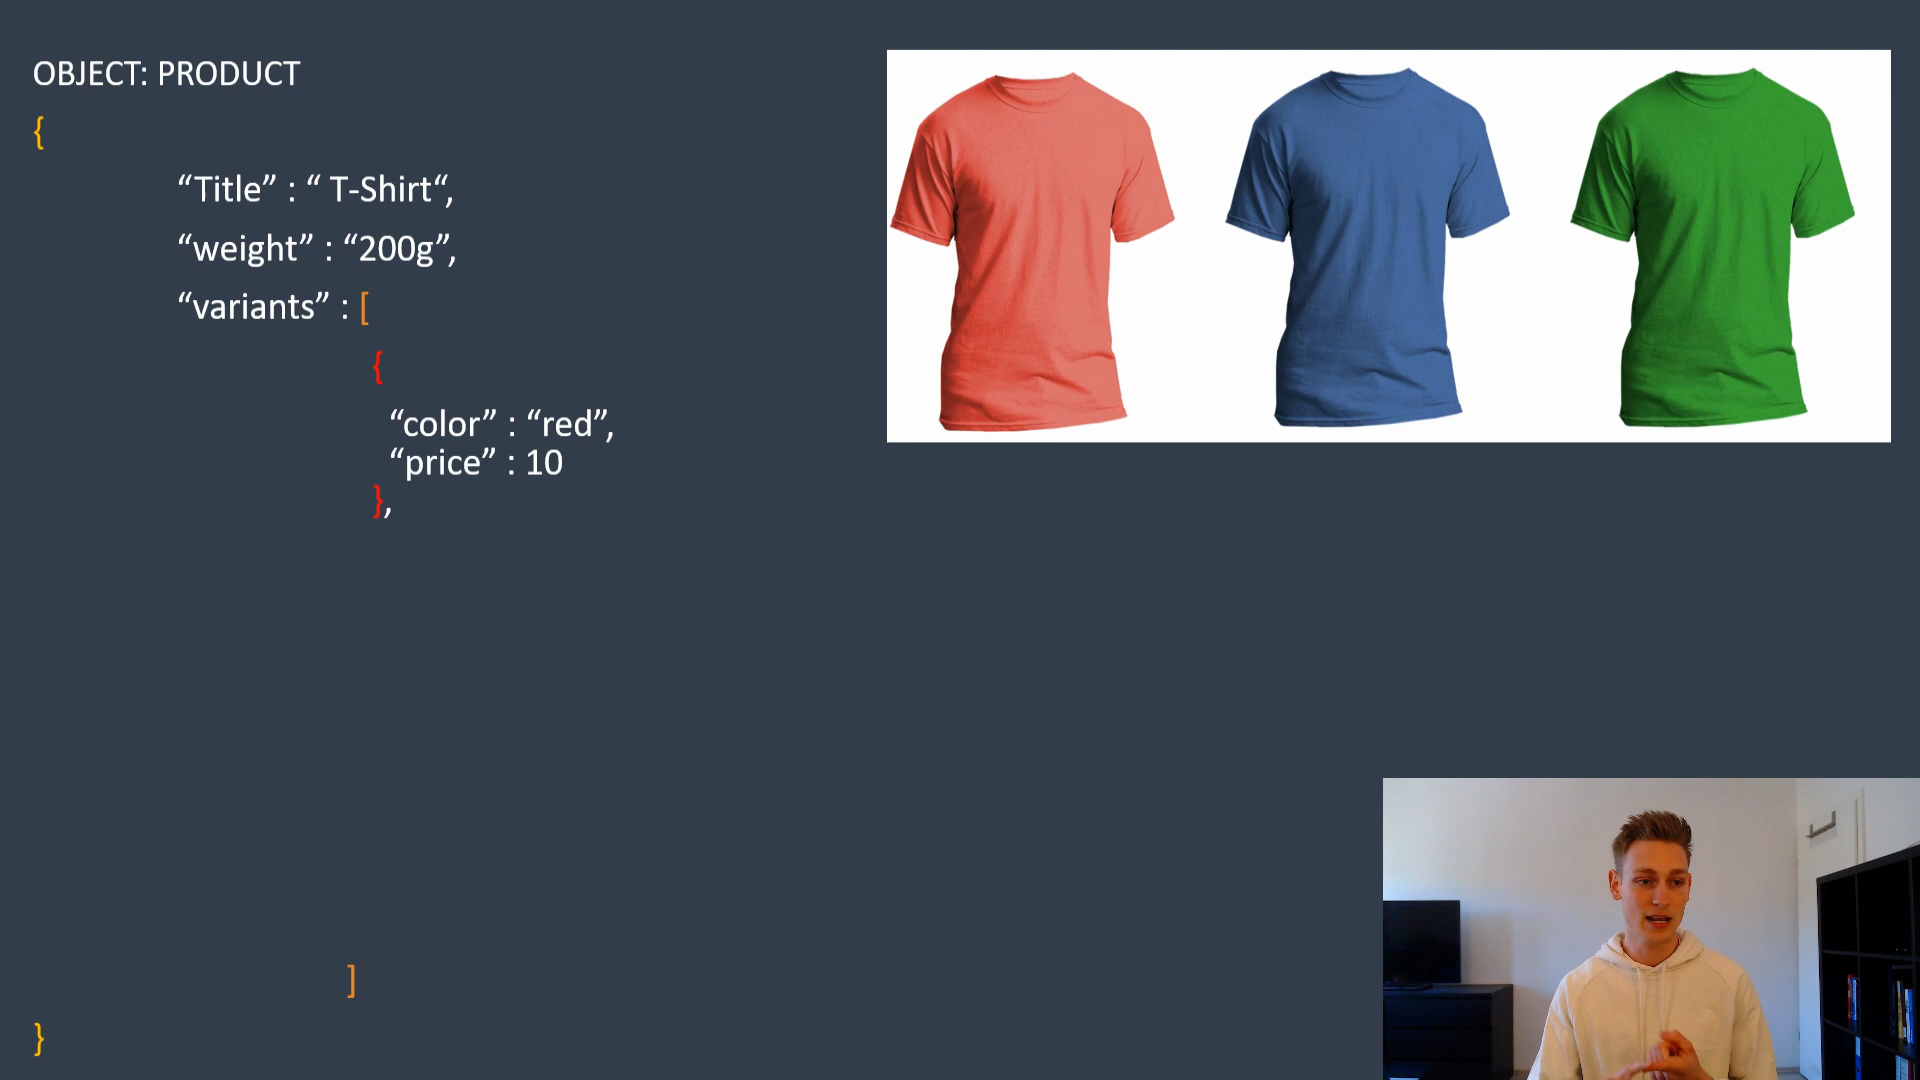 OBJECT: PRODUCT
{
“Title” : “ T-Shirt“,
“weight” : “200g”,
“variants” : [
{
“color” : “red”,
“price” : 10
},
]
}